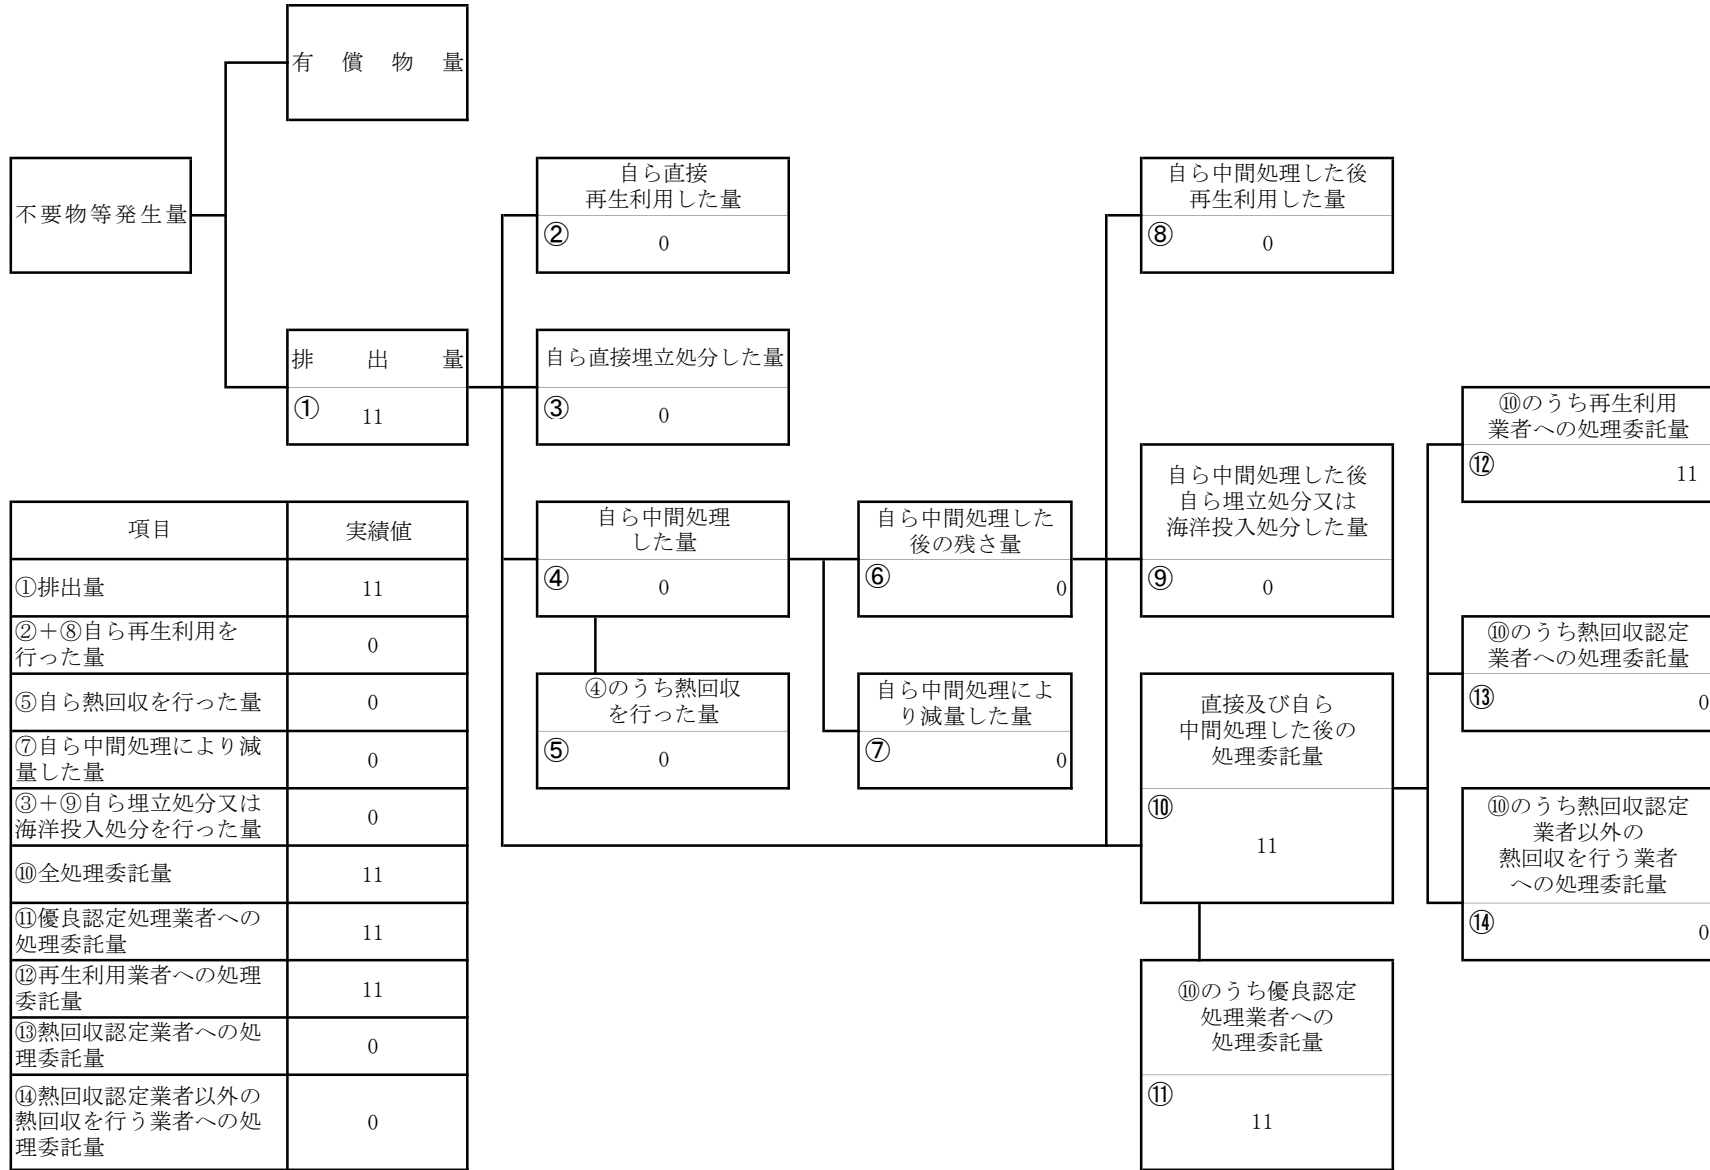 有償物量
不要物等発生量
自ら直接
再生利用した量
② 0
自ら中間処理した後
再生利用した量
⑧ 0
排出量
① 11
自ら直接埋立処分した量
③ 0
⑩のうち再生利用
業者への処理委託量
⑫ 11
自ら中間処理
した量
④ 0
自ら中間処理した
後の残さ量
⑥ 0
自ら中間処理した後
自ら埋立処分又は
海洋投入処分した量
⑨ 0
⑩のうち熱回収認定
業者への処理委託量
⑬ 0
④のうち熱回収
を行った量
⑤ 0
自ら中間処理によ
り減量した量
⑦ 0
直接及び自ら
中間処理した後の
処理委託量
⑩
11
⑩のうち熱回収認定
業者以外の
熱回収を行う業者
への処理委託量
⑭ 0
⑩のうち優良認定
処理業者への
処理委託量
⑪
11
項目 実績値
①排出量 11
②+⑧自ら再生利用を
行った量 0
⑤自ら熱回収を行った量 0
⑦自ら中間処理により減
量した量 0
③+⑨自ら埋立処分又は
海洋投入処分を行った量 0
⑩全処理委託量 11
⑪優良認定処理業者への
処理委託量 11
⑫再生利用業者への処理
委託量 11
⑬熱回収認定業者への処
理委託量 0
⑭熱回収認定業者以外の
熱回収を行う業者への処
理委託量 0